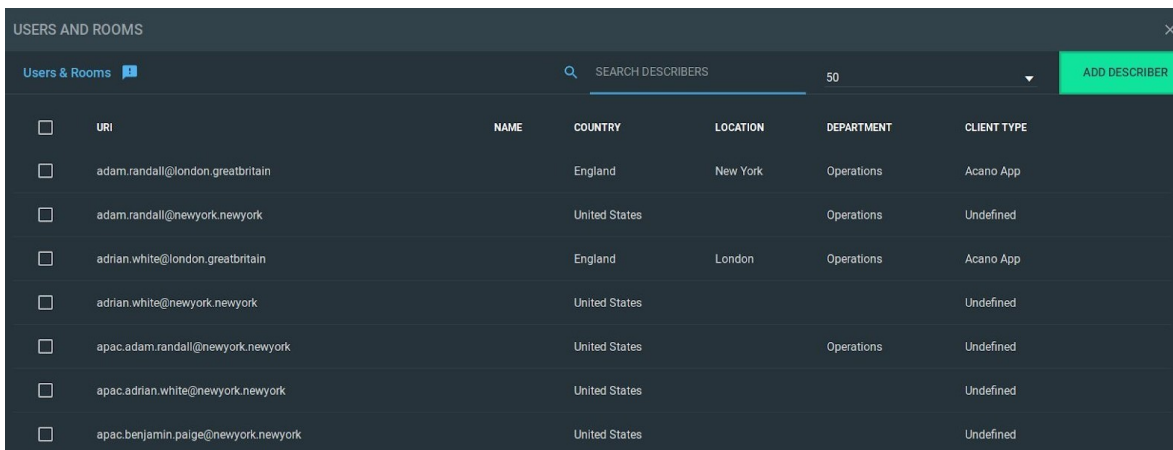 USERS AND ROOMS
Users & Rooms SEARCH DESCRIBERS 50 ADD DESCRIBER
URI NAME COUNTRY LOCATION DEPARTMENT CLIENT TYPE
adam.randall@london.greatbritain England New York Operations Acano App
adam.randall@newyork.newyork United States Operations Undefined
adrian.white@london.greatbritain England London Operations Acano App
adrian.white@newyork.newyork United States Undefined
apac.adam.randall@newyork.newyork United States Operations Undefined
apac.adrian.white@newyork.newyork United States Undefined
apac.benjamin.paige@newyork.newyork United States Undefined